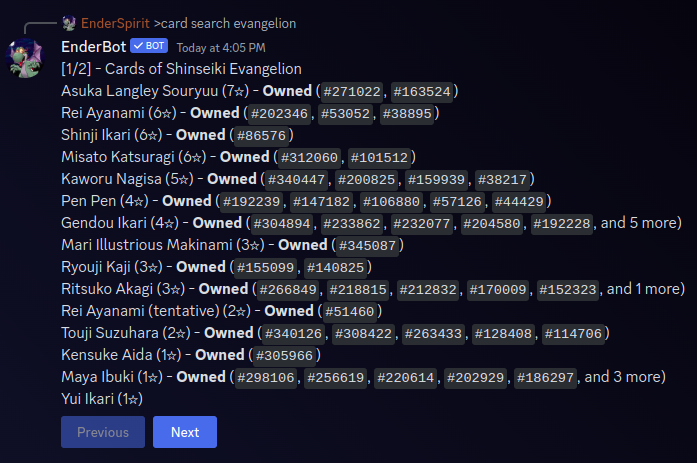 EnderSpirit >card search evangelion
EnderBot ✓ BOT Today at 4:05 PM
[1/2] - Cards of Shinseiki Evangelion
Asuka Langley Souryuu (7☆) - Owned (#271022, #163524)
Rei Ayanami (6☆) - Owned (#202346, #53052, #38895)
Shinji Ikari (6☆) - Owned (#86576)
Misato Katsuragi (6☆) - Owned (#312060, #101512)
Kaworu Nagisa (5☆) - Owned (#340447, #200825, #159939, #38217)
Pen Pen (4☆) - Owned (#192239, #147182, #106880, #57126, #44429)
Gendou Ikari (4☆) - Owned (#304894, #233862, #232077, #204580, #192228, and 5 more)
Mari Illustrious Makinami (3☆) - Owned (#345087)
Ryouji Kaji (3☆) - Owned (#155099, #140825)
Ritsuko Akagi (3☆) - Owned (#266849, #218815, #212832, #170009, #152323, and 1 more)
Rei Ayanami (tentative) (2☆) - Owned (#51460)
Touji Suzuhara (2☆) - Owned (#340126, #308422, #263433, #128408, #114706)
Kensuke Aida (1☆) - Owned (#305966)
Maya Ibuki (1☆) - Owned (#298106, #256619, #220614, #202929, #186297, and 3 more)
Yui Ikari (1☆)
Previous Next